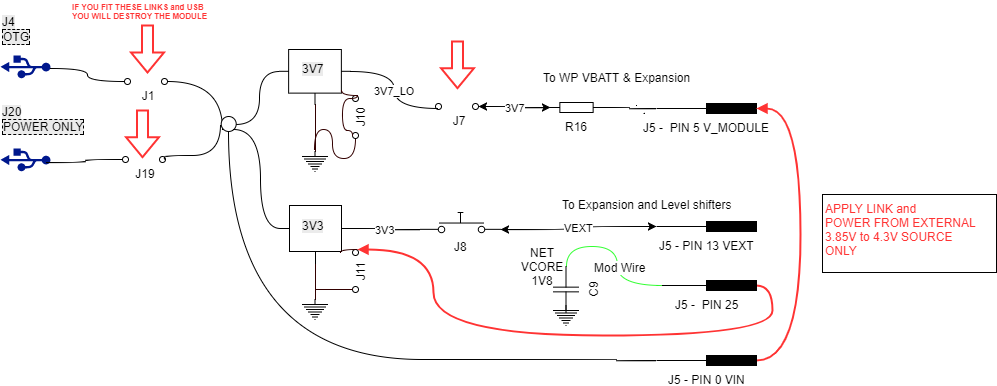 IF YOU FIT THESE LINKS and USB
YOU WILL DESTROY THE MODULE
J4
OTG
J1
J20
POWER ONLY
J19
3V7
3V7_LO
J10
J7
To WP VBATT & Expansion
3V7
R16
J5 - PIN 5 V_MODULE
3V3
3V3
J11
J8
To Expansion and Level shifters
VEXT
J5 - PIN 13 VEXT
NET
VCORE
1V8
C9
Mod Wire
J5 - PIN 25
J5 - PIN 0 VIN
APPLY LINK and
POWER FROM EXTERNAL
3.85V to 4.3V SOURCE
ONLY